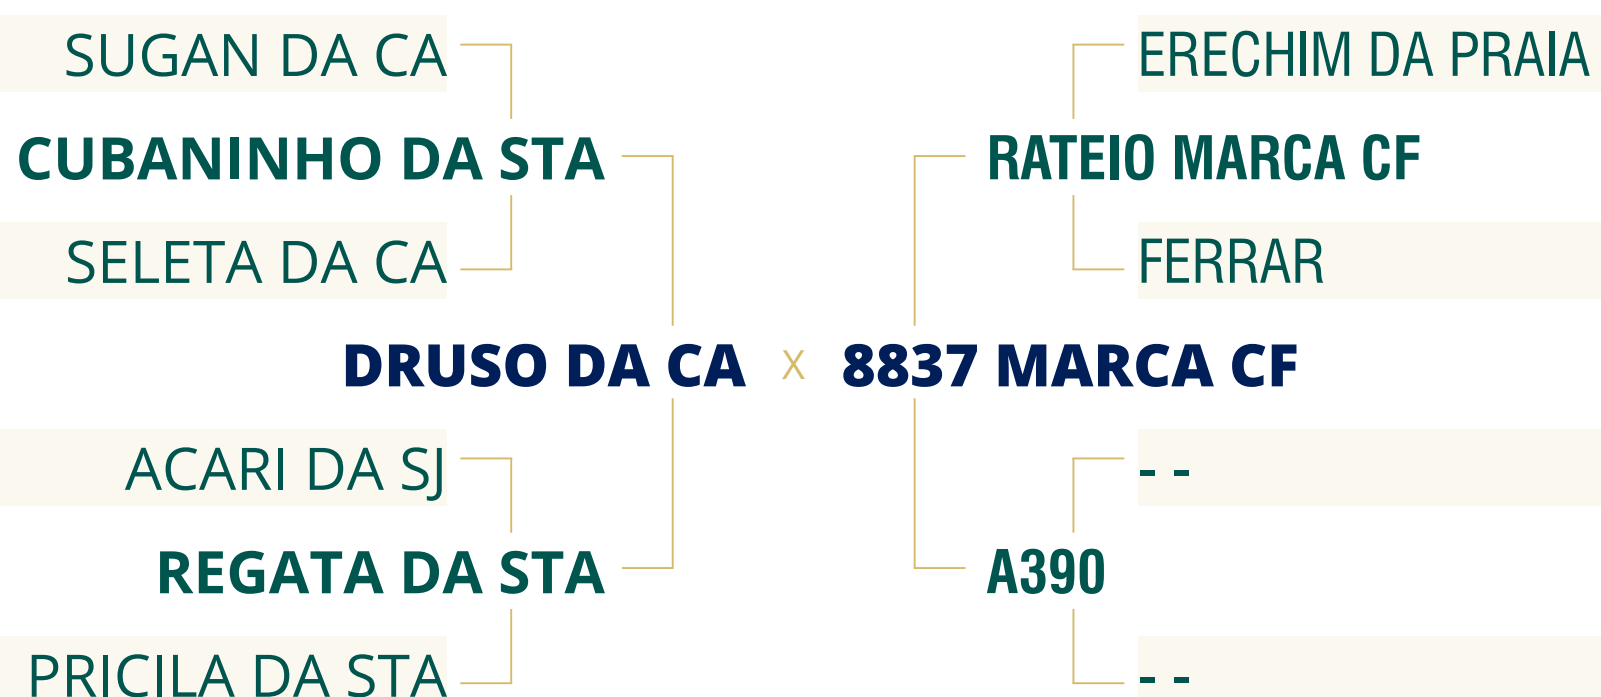 SUGAN DA CA
ERECHIM DA PRAIA
CUBANINHO DA STA
RATEIO MARCA CF
SELETA DA CA
FERRAR
DRUSO DA CA X 8837 MARCA CF
ACARI DA SJ
- -
REGATA DA STA
A390
PRICILA DA STA
- -